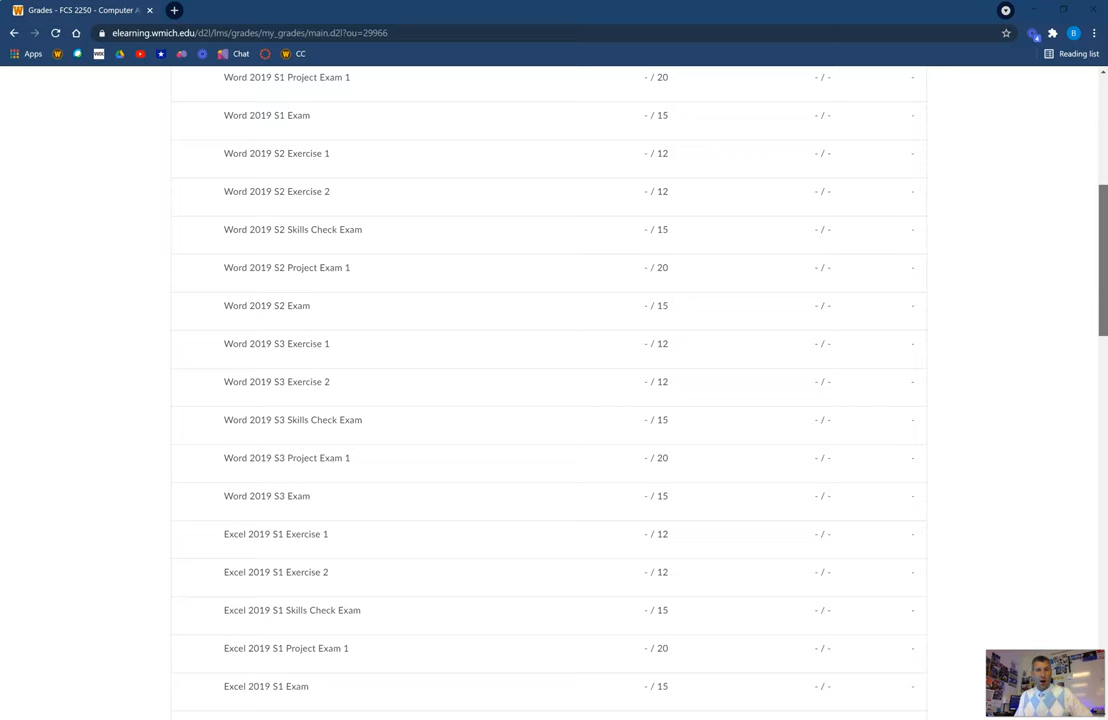 Grades - FCS 2250 - Computer A
elearning.wmich.edu/d2l/lms/grades/my_grades/main.d2l?ou=29966
B
Apps Chat CC Reading list
Word 2019 S1 Project Exam 1 - / 20 - / - -
Word 2019 S1 Exam - / 15 - / - -
Word 2019 S2 Exercise 1 - / 12 - / - -
Word 2019 S2 Exercise 2 - / 12 - / - -
Word 2019 S2 Skills Check Exam - / 15 - / - -
Word 2019 S2 Project Exam 1 - / 20 - / - -
Word 2019 S2 Exam - / 15 - / - -
Word 2019 S3 Exercise 1 - / 12 - / - -
Word 2019 S3 Exercise 2 - / 12 - / - -
Word 2019 S3 Skills Check Exam - / 15 - / - -
Word 2019 S3 Project Exam 1 - / 20 - / - -
Word 2019 S3 Exam - / 15 - / - -
Excel 2019 S1 Exercise 1 - / 12 - / - -
Excel 2019 S1 Exercise 2 - / 12 - / - -
Excel 2019 S1 Skills Check Exam - / 15 - / - -
Excel 2019 S1 Project Exam 1 - / 20 - / - -
Excel 2019 S1 Exam - / 15 - / - -